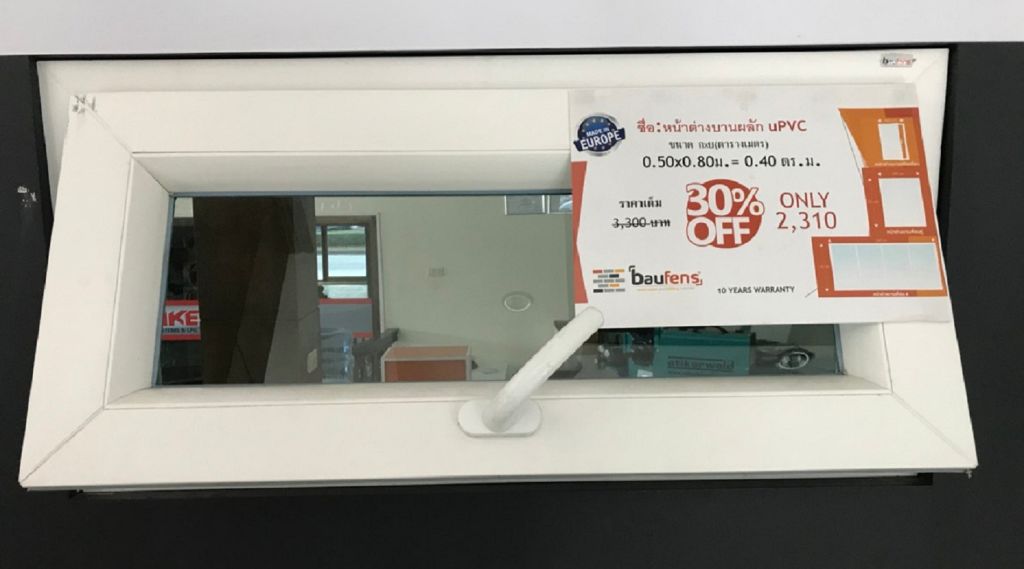 MADE IN
EUROPE
ชื่อ:หน้าต่างบานผลัก uPVC
ขนาด กxย(ตารางเมตร)
0.50x0.80ม.= 0.40 ตร.ม.
ราคาเต็ม
3,300 บาท
30%
OFF
ONLY
2,310
baufens
10 YEARS WARRANTY
IKE